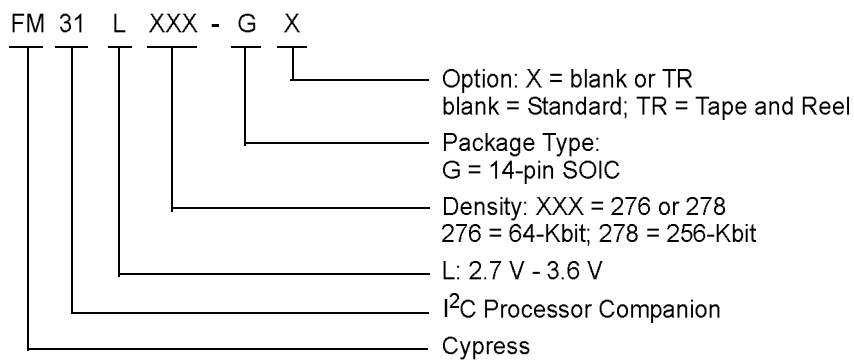 FM 31 L XXX - G X
Option: X = blank or TR
blank = Standard; TR = Tape and Reel
Package Type:
G = 14-pin SOIC
Density: XXX = 276 or 278
276 = 64-Kbit; 278 = 256-Kbit
L: 2.7 V - 3.6 V
I²C Processor Companion
Cypress